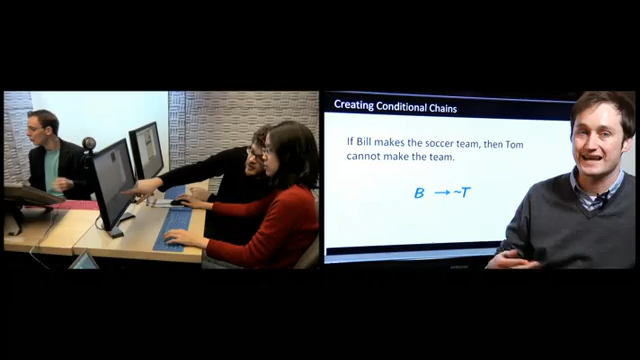 Creating Conditional Chains
If Bill makes the soccer team, then Tom
cannot make the team.
B → ~T